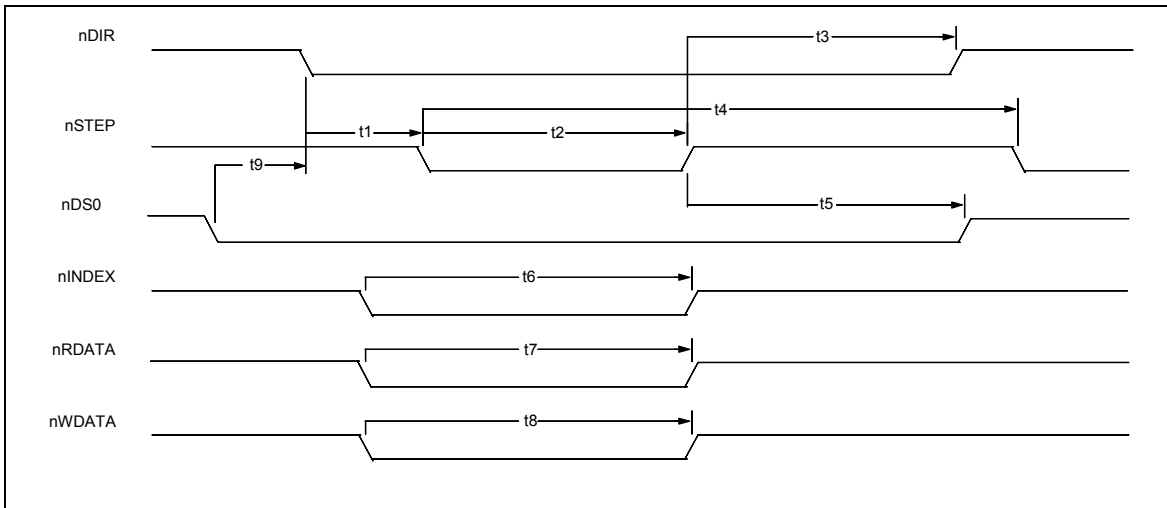 nDIR
t3
t4
nSTEP
t1
t2
t9
nDS0
t5
nINDEX
t6
nRDATA
t7
nWDATA
t8